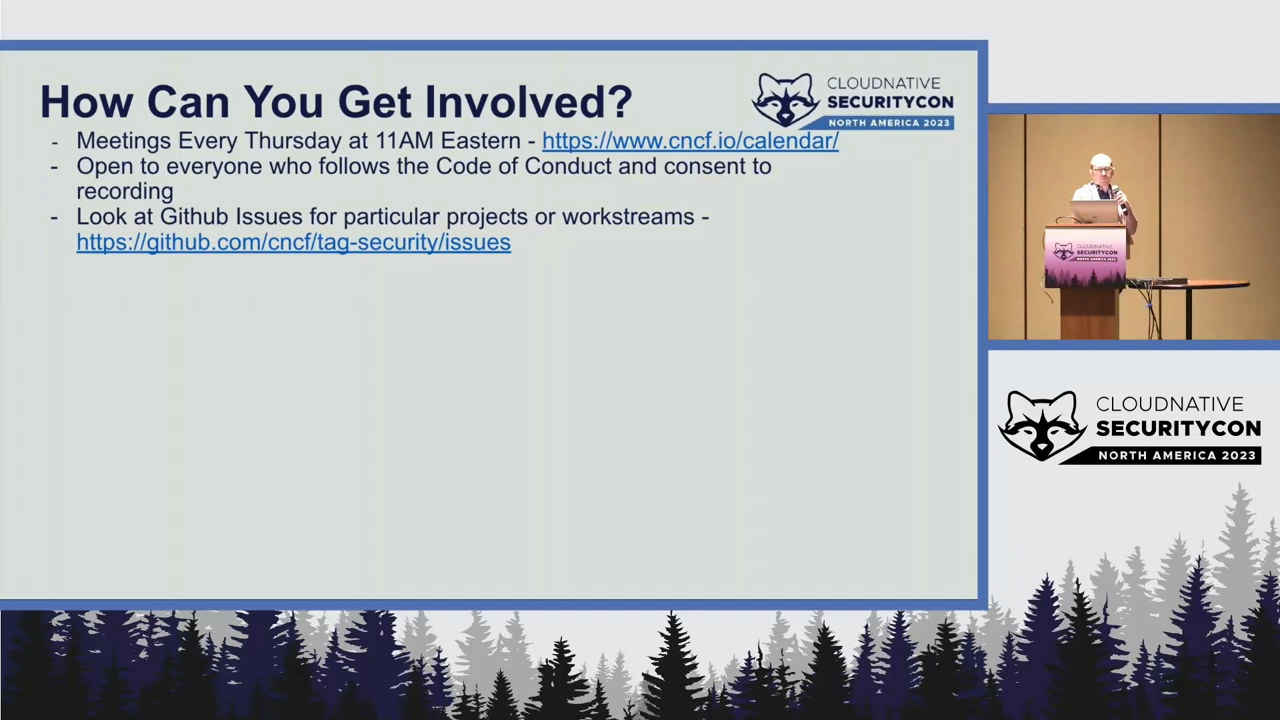 How Can You Get Involved?
CLOUDNATIVE
SECURITYCON
NORTH AMERICA 2023
- Meetings Every Thursday at 11AM Eastern - https://www.cncf.io/calendar/
- Open to everyone who follows the Code of Conduct and consent to
recording
- Look at Github Issues for particular projects or workstreams -
https://github.com/cncf/tag-security/issues
CLOUDNATIVE
SECURITYCON
CLOUDNATIVE
SECURITYCON
NORTH AMERICA 2023